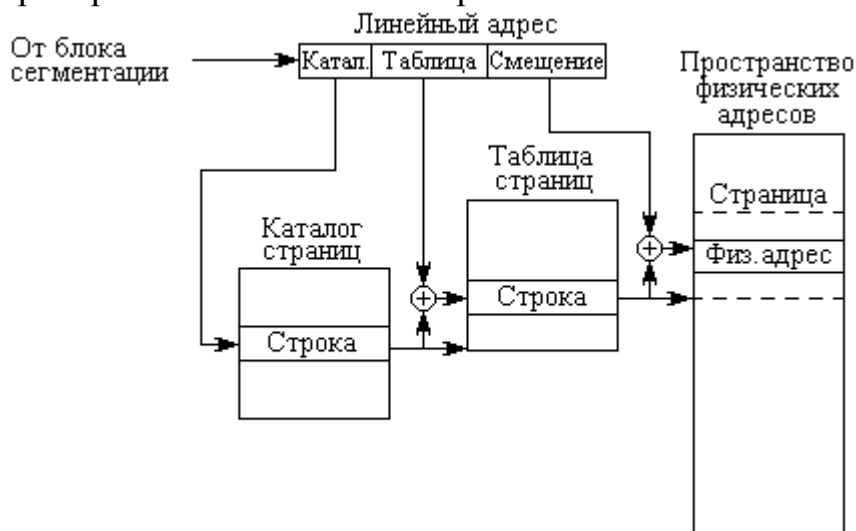 Линейный адрес
От блока
сегментации
Катал. Таблица Смещение
Пространство
физических
адресов
Таблица
страниц
Страница
Каталог
страниц
Физ.адрес
Строка
Строка